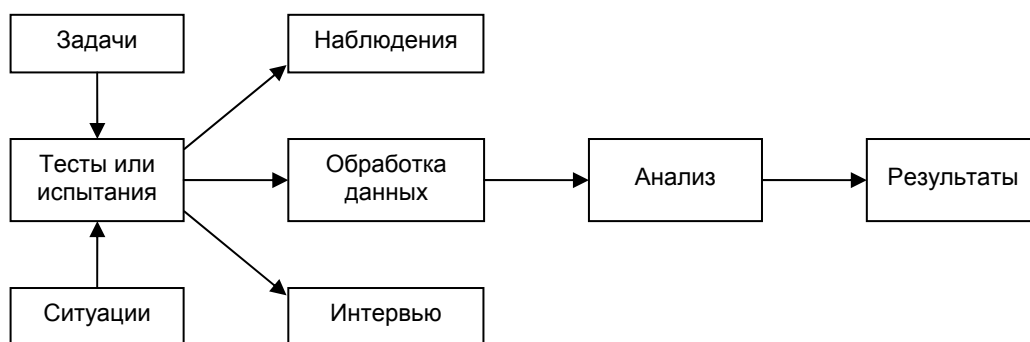 Задачи
Наблюдения
Тесты или
испытания
Обработка
данных
Анализ
Результаты
Ситуации
Интервью